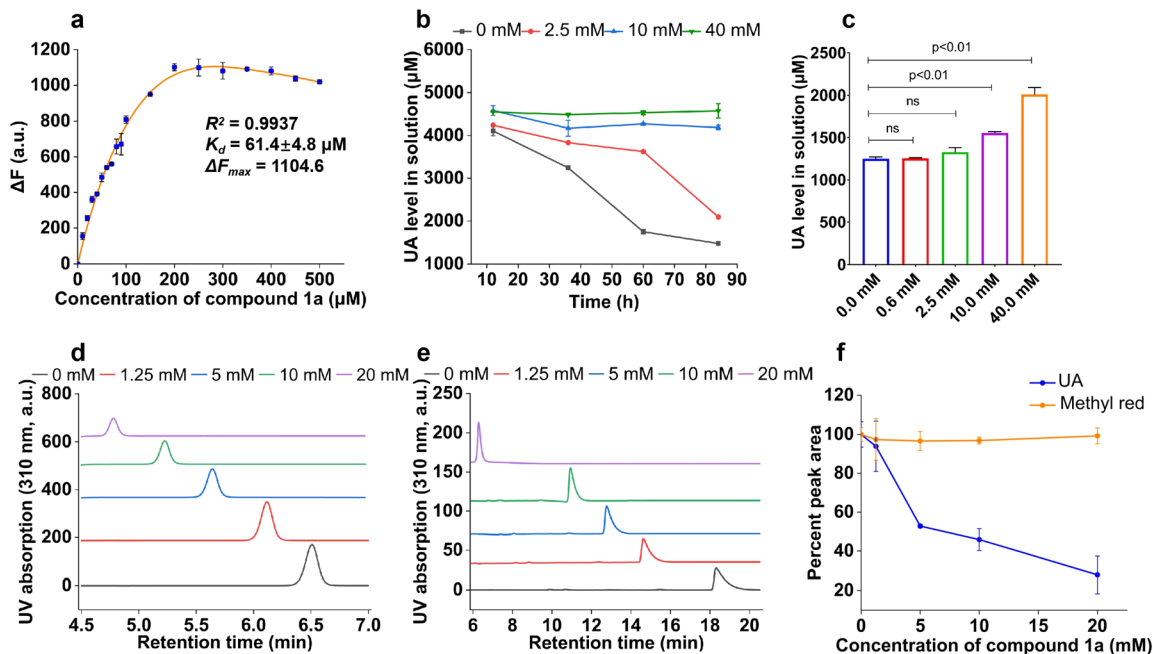 a
1200
1000
800
600
400
200
0
ΔF (a.u.)
R² = 0.9937
K_d = 61.4±4.8 µM
ΔF_max = 1104.6
0 100 200 300 400 500
Concentration of compound 1a (µM)
b
0 mM 2.5 mM 10 mM 40 mM
6000
5000
4000
3000
2000
1000
UA level in solution (µM)
10 20 30 40 50 60 70 80 90
Time (h)
c
2500
2000
1500
1000
500
0
UA level in solution (µM)
p<0.01
p<0.01
ns
ns
0.0 mM 0.6 mM 2.5 mM 10.0 mM 40.0 mM
d
0 mM 1.25 mM 5 mM 10 mM 20 mM
800
600
400
200
0
UV absorption (310 nm, a.u.)
4.5 5.0 5.5 6.0 6.5 7.0
Retention time (min)
e
0 mM 1.25 mM 5 mM 10 mM 20 mM
250
200
150
100
50
0
UV absorption (310 nm, a.u.)
6 8 10 12 14 16 18 20
Retention time (min)
f
UA
Methyl red
120
100
80
60
40
20
Percent peak area
0 5 10 15 20
Concentration of compound 1a (mM)